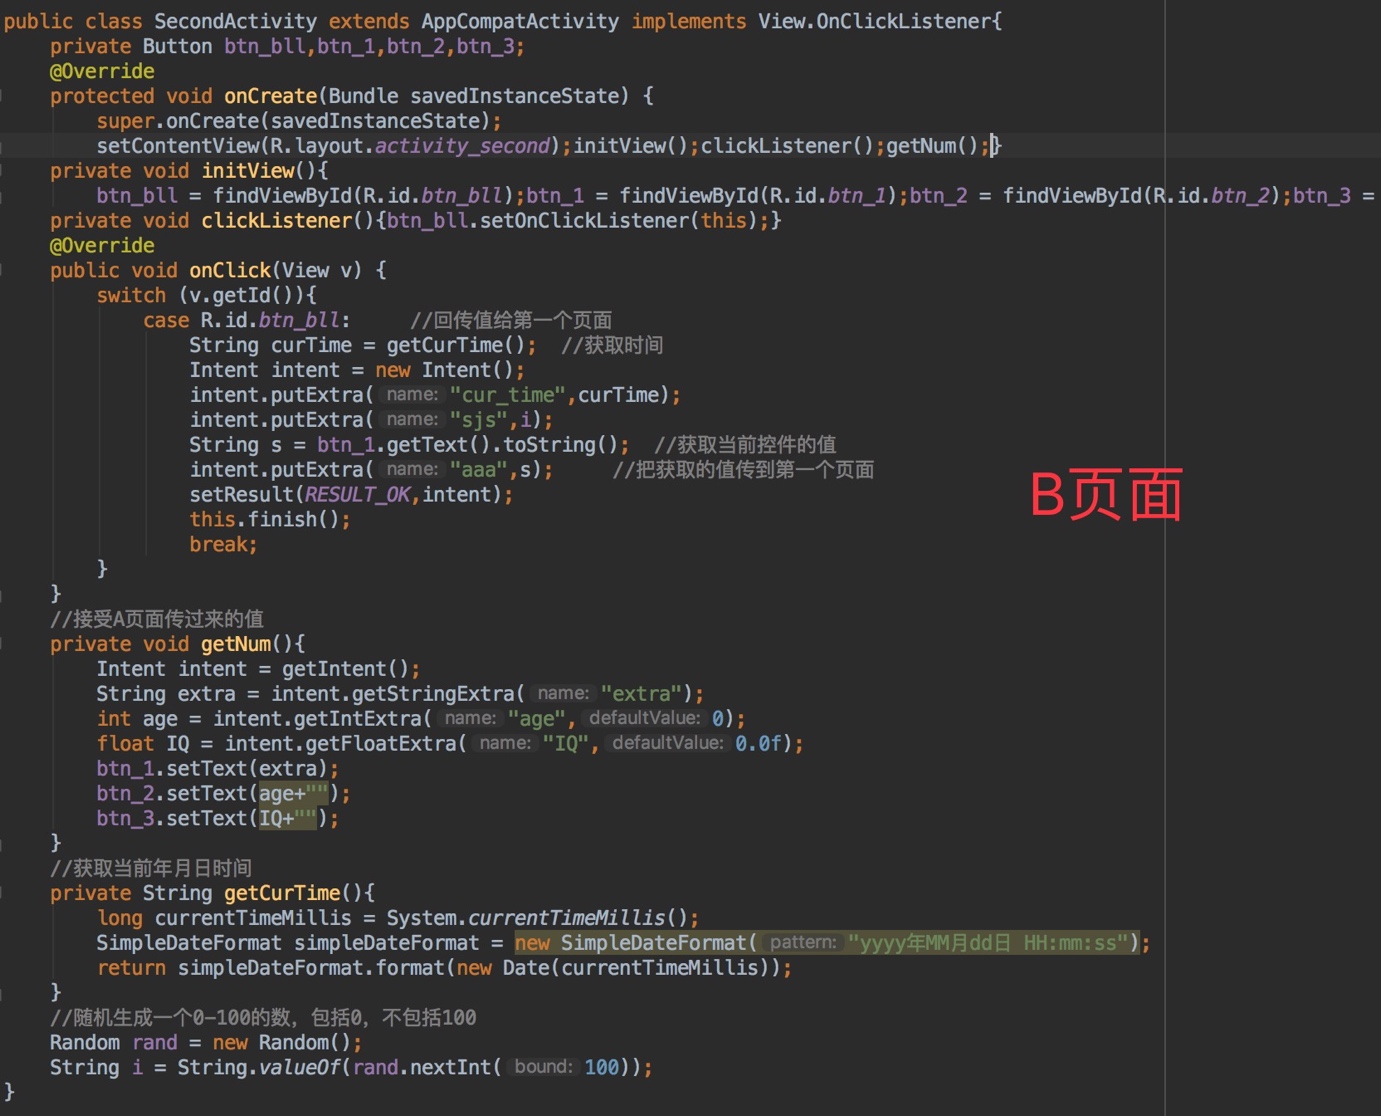 public class SecondActivity extends AppCompatActivity implements View.OnClickListener{
    private Button btn_bll,btn_1,btn_2,btn_3;
    @Override
    protected void onCreate(Bundle savedInstanceState) {
        super.onCreate(savedInstanceState);
        setContentView(R.layout.activity_second);initView();clickListener();getNum();}
    private void initView(){
        btn_bll = findViewById(R.id.btn_bll);btn_1 = findViewById(R.id.btn_1);btn_2 = findViewById(R.id.btn_2);btn_3 =
    private void clickListener(){btn_bll.setOnClickListener(this);}
    @Override
    public void onClick(View v) {
        switch (v.getId()){
            case R.id.btn_bll:     //回传值给第一个页面
                String curTime = getCurTime();  //获取时间
                Intent intent = new Intent();
                intent.putExtra( name: "cur_time",curTime);
                intent.putExtra( name: "sjs",i);
                String s = btn_1.getText().toString();  //获取当前控件的值
                intent.putExtra( name: "aaa",s);     //把获取的值传到第一个页面
                setResult(RESULT_OK,intent);
                this.finish();
                break;
        }
    }
    //接受A页面传过来的值
    private void getNum(){
        Intent intent = getIntent();
        String extra = intent.getStringExtra( name: "extra");
        int age = intent.getIntExtra( name: "age", defaultValue: 0);
        float IQ = intent.getFloatExtra( name: "IQ", defaultValue: 0.0f);
        btn_1.setText(extra);
        btn_2.setText(age+"");
        btn_3.setText(IQ+"");
    }
    //获取当前年月日时间
    private String getCurTime(){
        long currentTimeMillis = System.currentTimeMillis();
        SimpleDateFormat simpleDateFormat = new SimpleDateFormat( pattern: "yyyy年MM月dd日 HH:mm:ss");
        return simpleDateFormat.format(new Date(currentTimeMillis));
    }
    //随机生成一个0-100的数，包括0，不包括100
    Random rand = new Random();
    String i = String.valueOf(rand.nextInt( bound: 100));
}
B页面